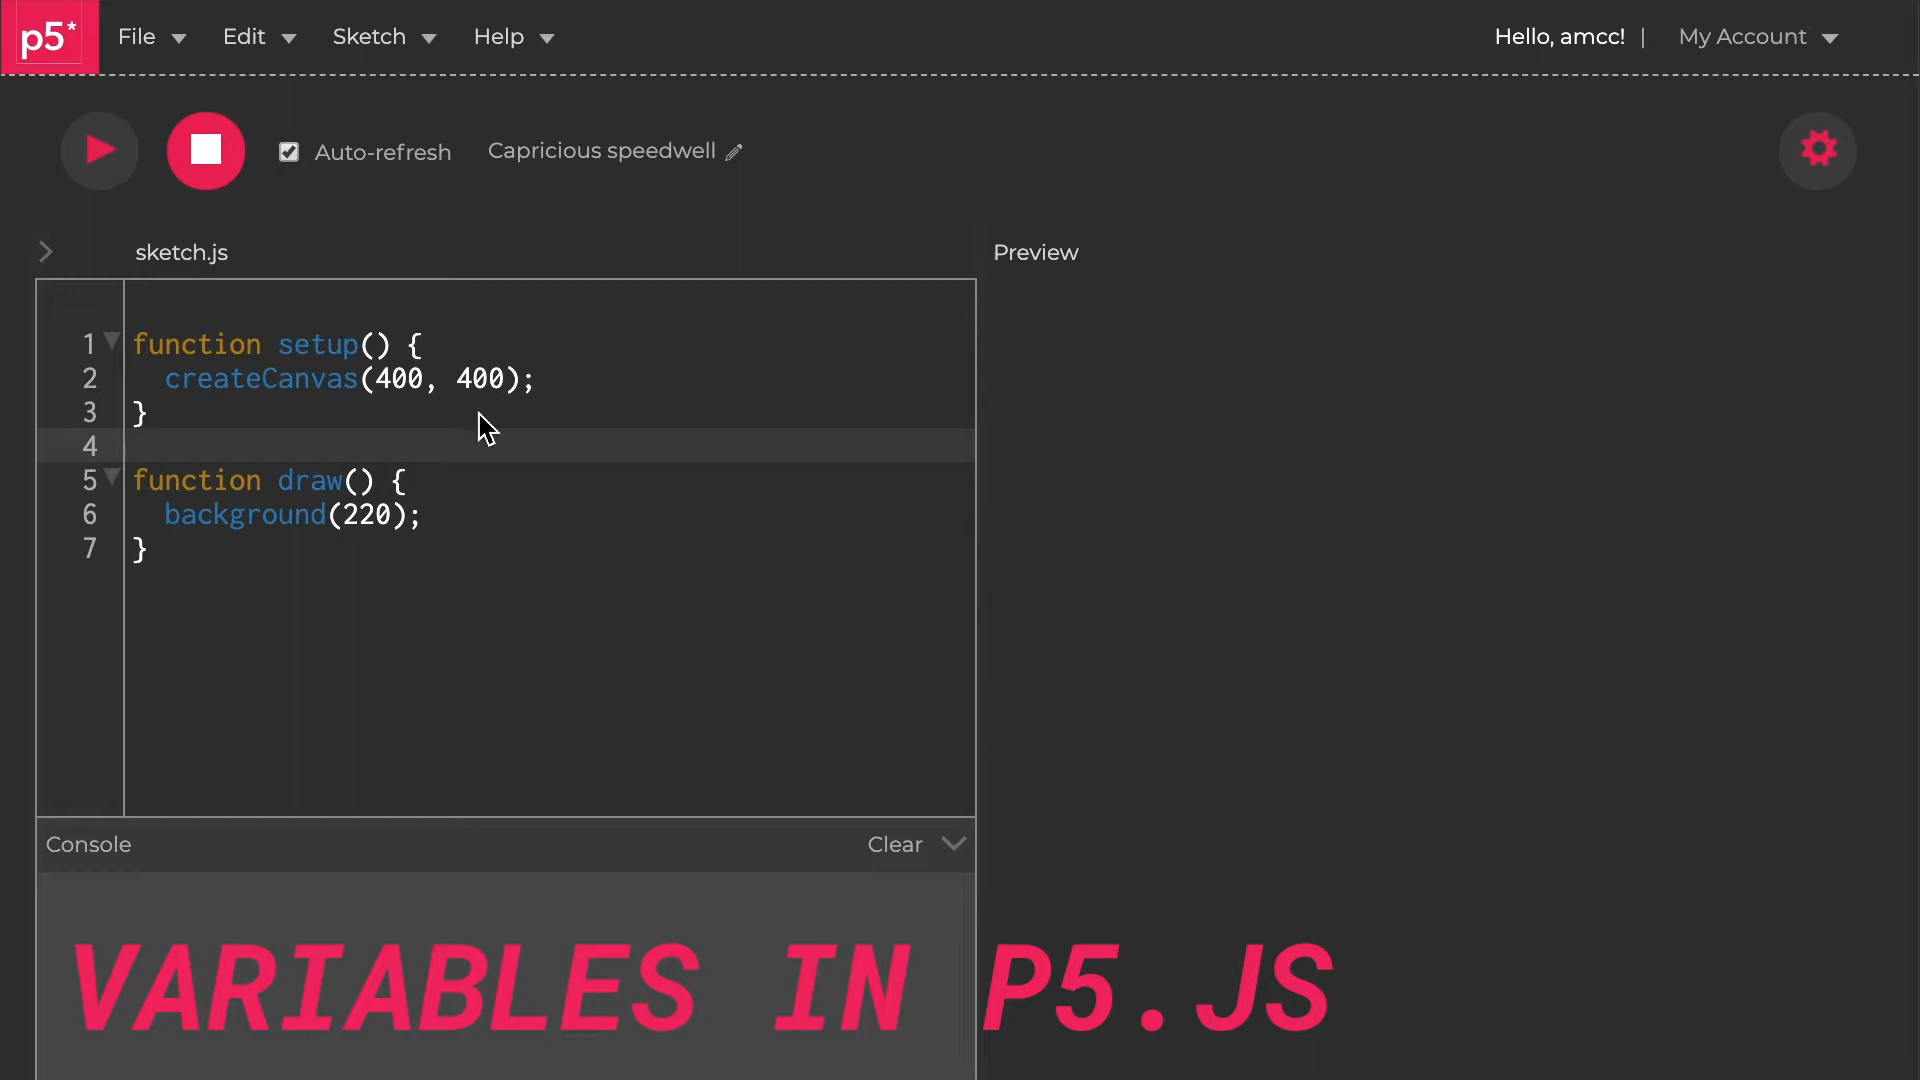 p5* File Edit Sketch Help Hello, amcc! | My Account
Auto-refresh Capricious speedwell
sketch.js Preview
1 function setup() {
2 createCanvas(400, 400);
3 }
4
5 function draw() {
6 background(220);
7 }
Console Clear
VARIABLES IN P5.JS